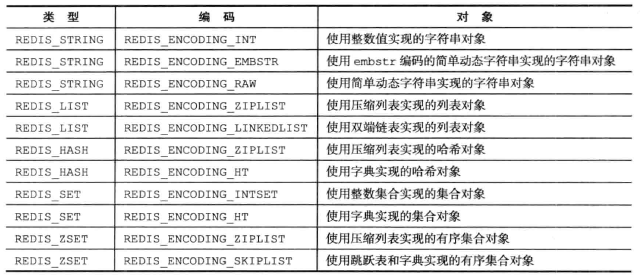 类 型 编 码 对 象
REDIS_STRING REDIS_ENCODING_INT 使用整数值实现的字符串对象
REDIS_STRING REDIS_ENCODING_EMBSTR 使用 embstr 编码的简单动态字符串实现的字符串对象
REDIS_STRING REDIS_ENCODING_RAW 使用简单动态字符串实现的字符串对象
REDIS_LIST REDIS_ENCODING_ZIPLIST 使用压缩列表实现的列表对象
REDIS_LIST REDIS_ENCODING_LINKEDLIST 使用双端链表实现的列表对象
REDIS_HASH REDIS_ENCODING_ZIPLIST 使用压缩列表实现的哈希对象
REDIS_HASH REDIS_ENCODING_HT 使用字典实现的哈希对象
REDIS_SET REDIS_ENCODING_INTSET 使用整数集合实现的集合对象
REDIS_SET REDIS_ENCODING_HT 使用字典实现的集合对象
REDIS_ZSET REDIS_ENCODING_ZIPLIST 使用压缩列表实现的有序集合对象
REDIS_ZSET REDIS_ENCODING_SKIPLIST 使用跳跃表和字典实现的有序集合对象